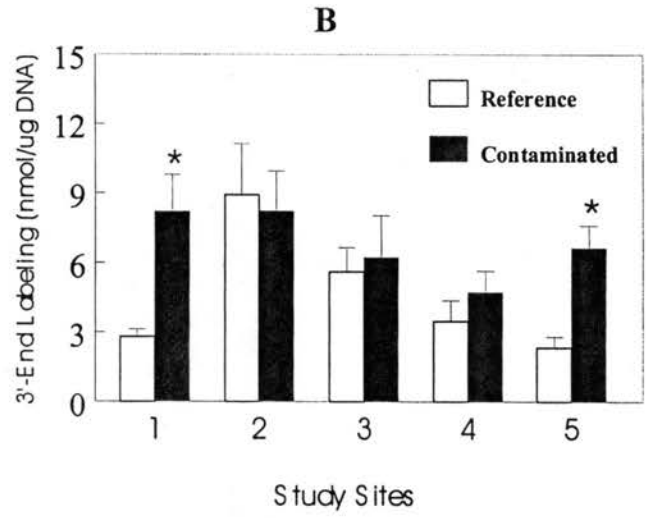 B
15
12
9
6
3
0
3'-End Labeling (nmol/ug DNA)
Reference
Contaminated
*
*
1 2 3 4 5
Study Sites